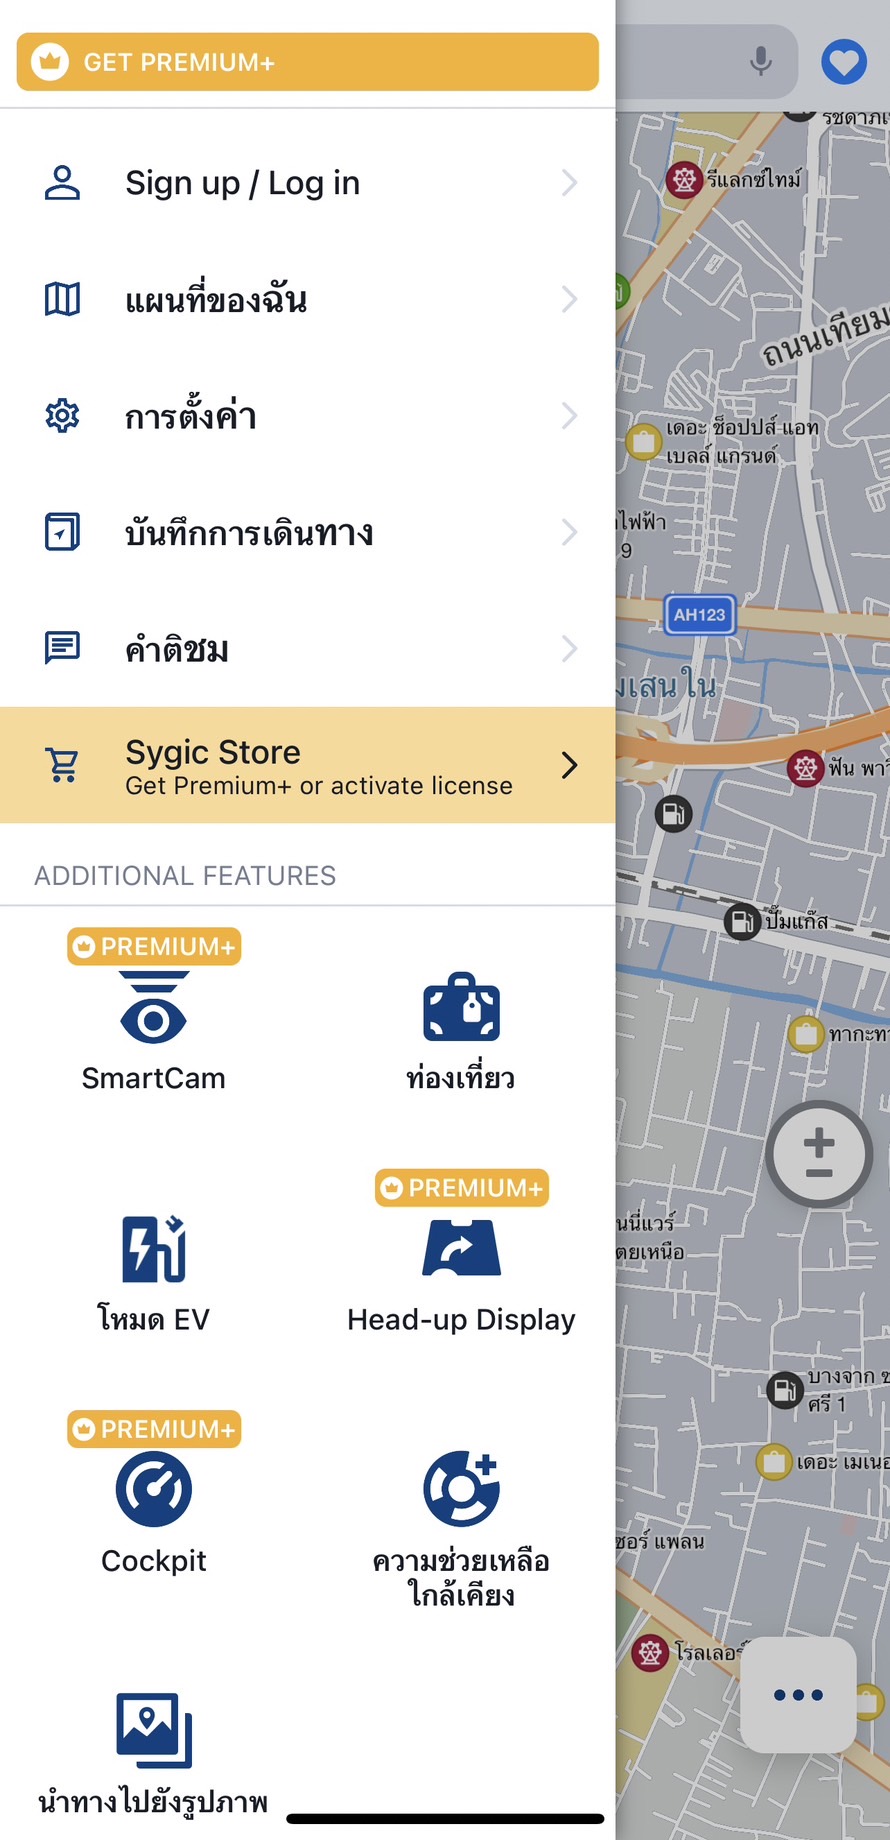 GET PREMIUM+
Sign up / Log in
แผนที่ของฉัน
การตั้งค่า
บันทึกการเดินทาง
คำติชม
Sygic Store
Get Premium+ or activate license
ADDITIONAL FEATURES
PREMIUM+
SmartCam
ท่องเที่ยว
PREMIUM+
โหมด EV
Head-up Display
PREMIUM+
Cockpit
ความช่วยเหลือ
ใกล้เคียง
นำทางไปยังรูปภาพ
รีแลกซ์ไทม์
ถนนเทียม
เดอะ ช็อปปส์ แอท
เบลล์ แกรนด์
ไฟฟ้า
9
AH123
มเสน ใน
ฟัน พา
ปั๊มแก๊ส
ทากะทา
นนี่แวร์
ตยเหนือ
บางจาก
ศรี 1
เดอะ เมเนอ
ซอร์ แพลน
โรลเลอร์